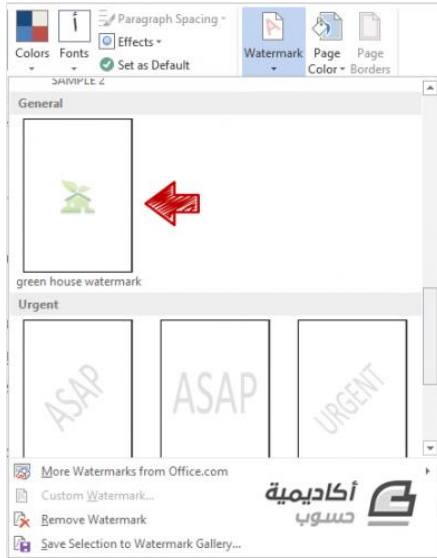 Colors
Fonts
Paragraph Spacing
Effects
Set as Default
Watermark
Page Color
Page Borders
SAMPLE 2
General
green house watermark
Urgent
ASAP
ASAP
URGENT
More Watermarks from Office.com
Custom Watermark...
Remove Watermark
Save Selection to Watermark Gallery...
أكاديمية
حسوب